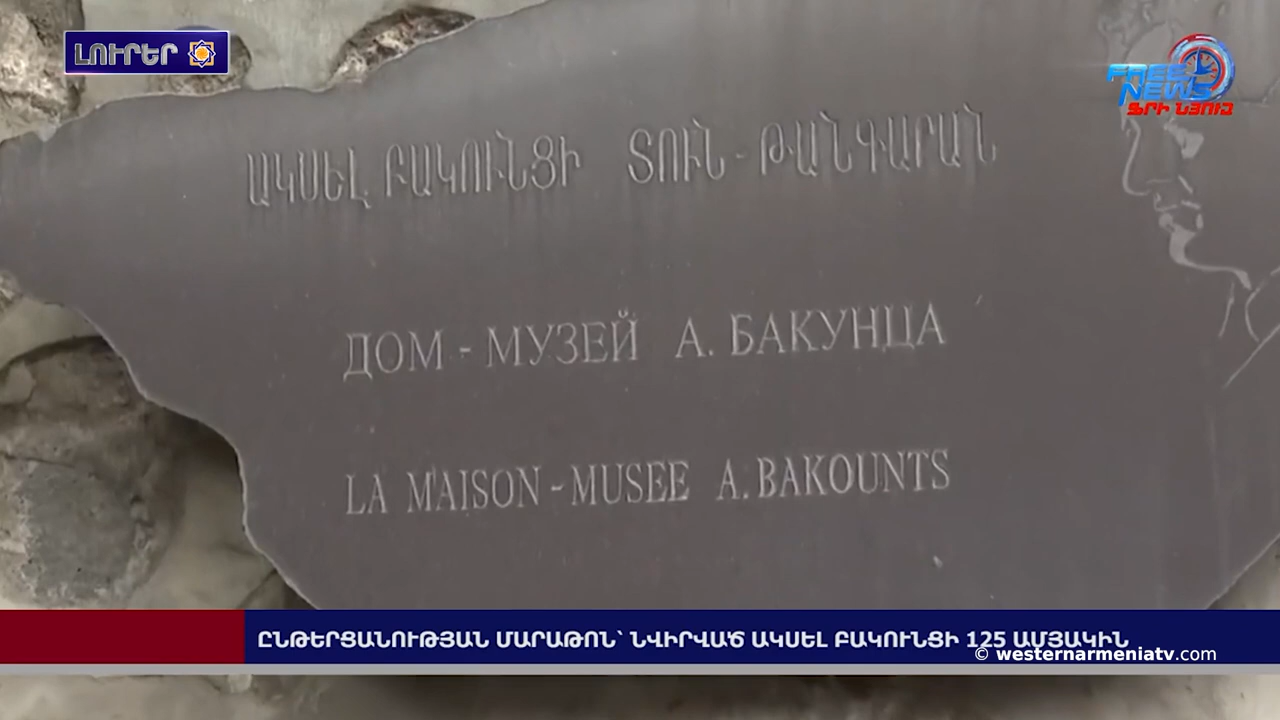 ԼՈՒՐԵՐ
FREE NEWS
ՖՐԻ ՆՅՈՒԶ
ԱԿՍԵԼ ԲԱԿՈՒՆՑԻ ՏՈՒՆ - ԹԱՆԳԱՐԱՆ
ДОМ - МУЗЕЙ А. БАКУНЦА
LA MAISON - MUSEE A. BAKOUNTS
ԸՆԹԵՐՑԱՆՈՒԹՅԱՆ ՄԱՐԱԹՈՆ՝ ՆՎԻՐՎԱԾ ԱԿՍԵԼ ԲԱԿՈՒՆՑԻ 125 ԱՄՅԱԿԻՆ
© westernarmeniatv.com